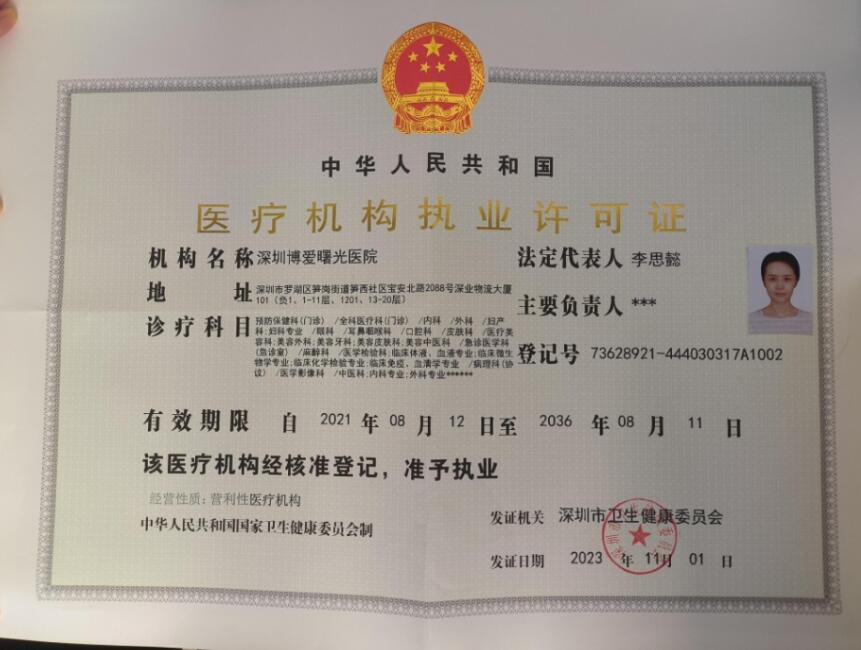 中华人民共和国
医疗机构执业许可证
机构名称 深圳博爱曙光医院
法定代表人 李思懿
地 址 深圳市罗湖区笋岗街道笋西社区宝安北路2088号深业物流大厦
101（负1、1-11层、1201、13-20层）
主要负责人 ***
诊疗科目 预防保健科(门诊) /全科医疗科(门诊) /内科 /外科 /妇产
科;妇科专业 /眼科 /耳鼻咽喉科 /口腔科 /皮肤科 /医疗美
容科;美容外科;美容牙科;美容皮肤科;美容中医科 /急诊医学科
(急诊室) /麻醉科 /医学检验科;临床体液、血液专业;临床微生
物学专业;临床化学检验专业;临床免疫、血清学专业 /病理科(协
议) /医学影像科 /中医科;内科专业;外科专业******
登记号 73628921-444030317A1002
有效期限 自 2021 年 08 月 12 日至 2036 年 08 月 11 日
该医疗机构经核准登记，准予执业
经营性质：营利性医疗机构
中华人民共和国国家卫生健康委员会制
发证机关 深圳市卫生健康委员会
发证日期 2023 年 11月 01 日